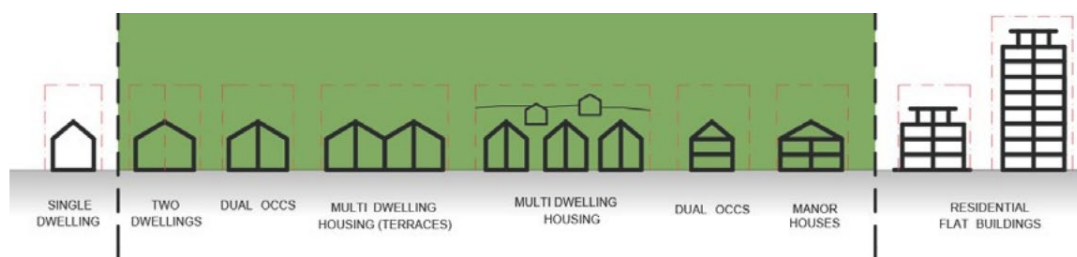 SINGLE
DWELLING
TWO
DWELLINGS
DUAL OCCS
MULTI DWELLING
HOUSING (TERRACES)
MULTI DWELLING
HOUSING
DUAL OCCS
MANOR
HOUSES
RESIDENTIAL
FLAT BUILDINGS